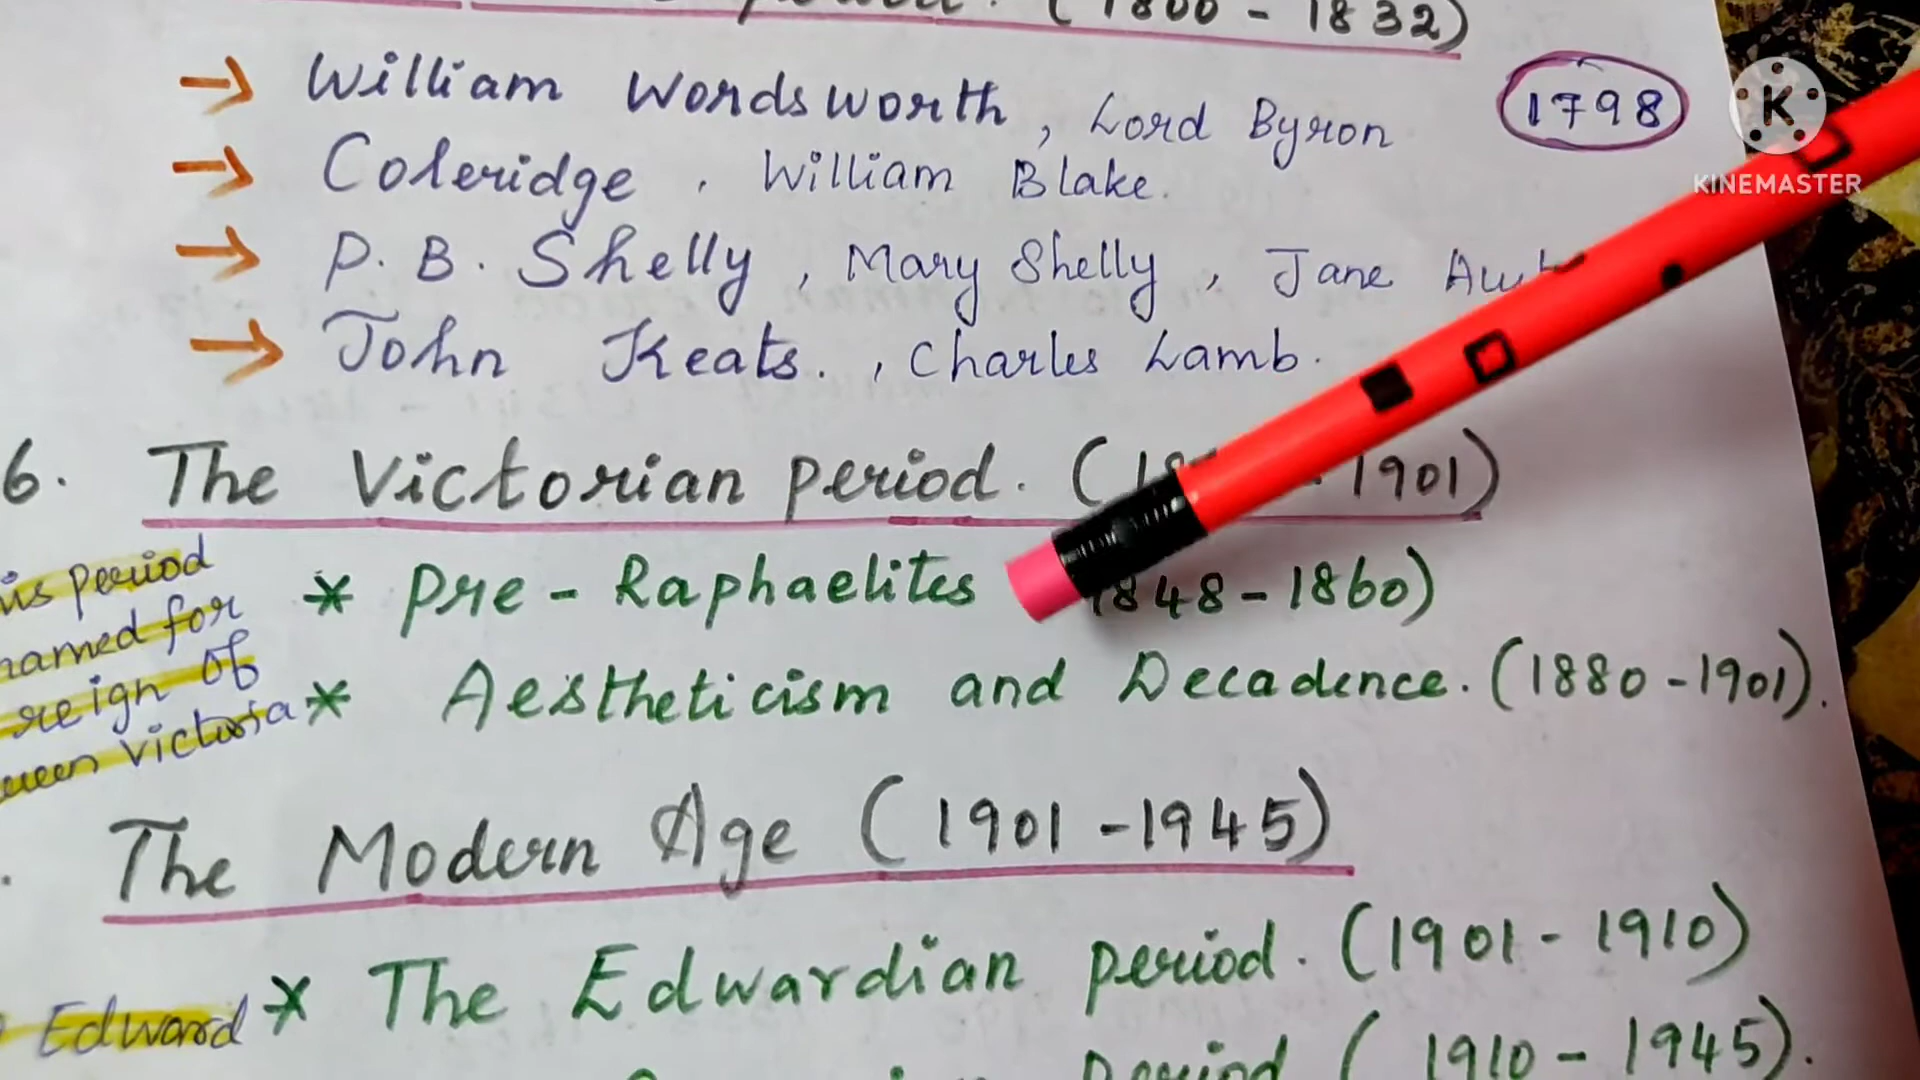 (1800 - 1832)
→ William Wordsworth, Lord Byron
1798
K
KINEMASTER
→ Coleridge, William Blake.
→ P. B. Shelly, Mary Shelly, Jane
→ John Keats., Charles Lamb.
6. The Victorian period. ( 1901)
* Pre-Raphaelites 1848-1860)
* Aestheticism and Decadence. (1880-1901).
period
named for
reign of
Victoria
The Modern Age (1901-1945)
* The Edwardian period. (1901-1910)
Edward
Period (1910-1945).